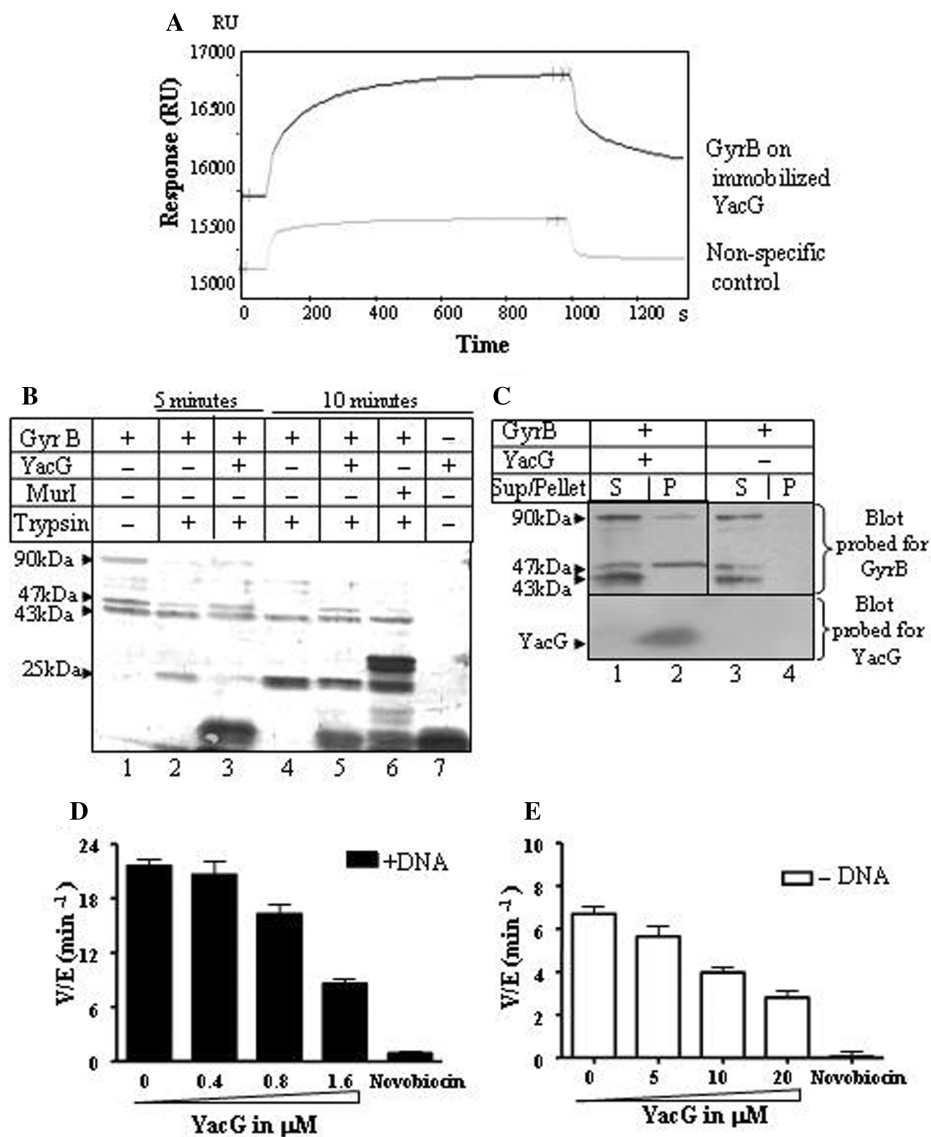 A
RU
17000
16500
16000
15500
15000
Response (RU)
0 200 400 600 800 1000 1200 s
Time
GyrB on immobilized YacG
Non-specific control
B
5 minutes 10 minutes
Gyr B + + + + + + –
YacG – – + – + – +
MurI – – – – – + –
Trypsin – + + + + + –
90kDa
47kDa
43kDa
25kDa
1 2 3 4 5 6 7
C
GyrB + +
YacG + –
Sup/Pellet S P S P
90kDa
47kDa
43kDa
YacG
1 2 3 4
Blot probed for GyrB
Blot probed for YacG
D
24
18
12
6
0
V/E (min -1)
+DNA
0 0.4 0.8 1.6 Novobiocin
YacG in µM
E
10
8
6
4
2
0
V/E (min -1)
– DNA
0 5 10 20 Novobiocin
YacG in µM